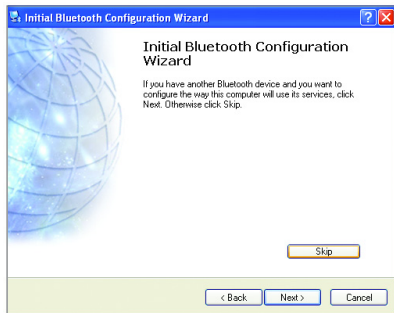 Initial Bluetooth Configuration Wizard
Initial Bluetooth Configuration
Wizard
If you have another Bluetooth device and you want to
configure the way this computer will use its services, click
Next. Otherwise click Skip.
Skip
< Back Next > Cancel